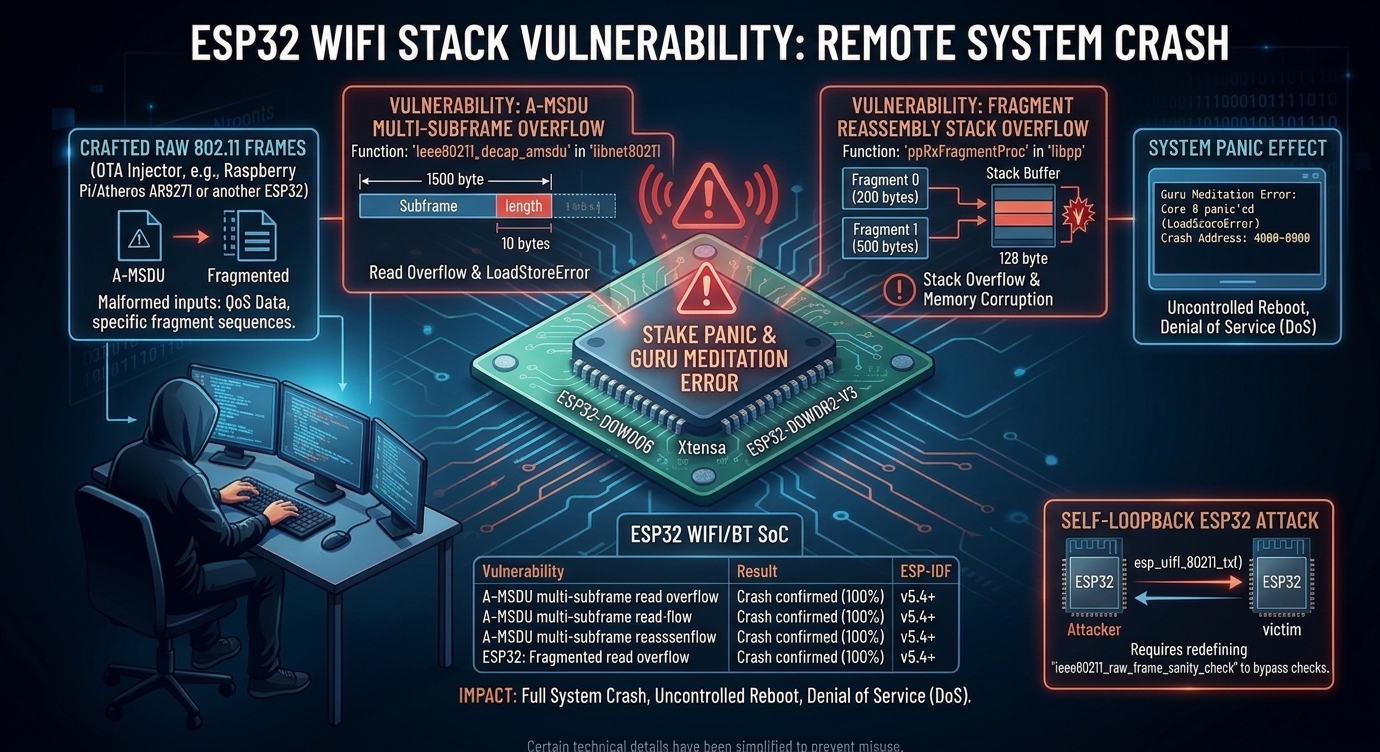 ESP32 WIFI STACK VULNERABILITY: REMOTE SYSTEM CRASH
CRAFTED RAW 802.11 FRAMES
(OTA Injector, e.g., Raspberry
Pi/Atheros AR9271 or another ESP32)
A-MSDU
Fragmented
Malformed inputs: QoS Data,
specific fragment sequences.
VULNERABILITY: A-MSDU
MULTI-SUBFRAME OVERFLOW
Function: 'Ieee80211_decap_amsdu' in 'libnet80211
1500 byte
Subframe
length
10 bytes
Read Overflow & LoadStoreError
VULNERABILITY: FRAGMENT
REASSEMBLY STACK OVERFLOW
Function: 'ppRxFragmentProc' in 'libpp'
Fragment 0
(200 bytes)
Fragment 1
(500 bytes)
Stack Buffer
128 byte
Stack Overflow &
Memory Corruption
SYSTEM PANIC EFFECT
Guru Meditation Error:
Core 8 panic'cd
Crash Address: 4000-0900
Uncontrolled Reboot,
Denial of Service (DoS)
STAKE PANIC &
GURU MEDITATION
ERROR
ESP32-D0WD06
Xtensa
ESP32-D0WDR2-V3
ESP32 WIFI/BT SoC
Vulnerability Result ESP-IDF
A-MSDU multi-subframe read overflow Crash confirmed (100%) v5.4+
A-MSDU multi-subframe read-flow Crash confirmed (100%) v5.4+
A-MSDU multi-subframe reasssenflow Crash confirmed (100%) v5.4+
ESP32: Fragmented read overflow Crash confirmed (100%) v5.4+
IMPACT: Full System Crash, Uncontrolled Reboot, Denial of Service (DoS).
SELF-LOOPBACK ESP32 ATTACK
ESP32
esp_uifl_80211_tx()
ESP32
Attacker
victim
Requires redefining
"ieee80211_raw_frame_sanity_check" to bypass checks.
Certain technical details have been simplified to prevent misuse.